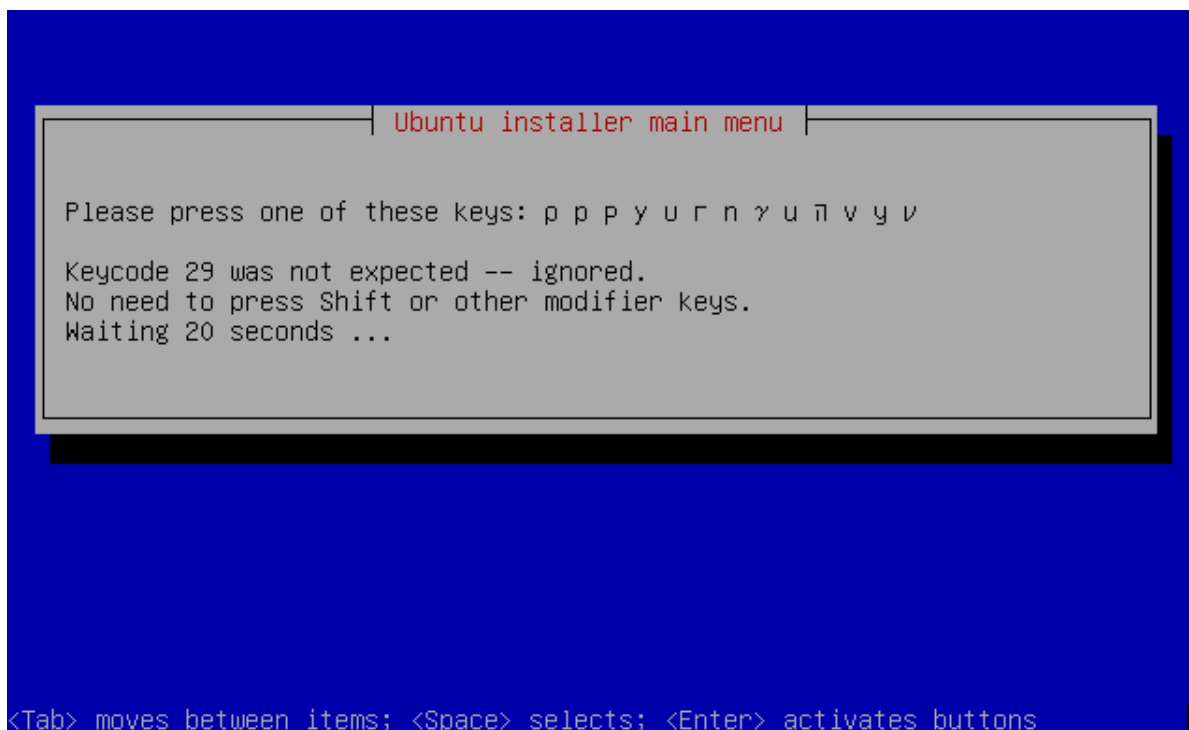 Ubuntu installer main menu
Please press one of these keys: ρ p р y u г n γ u ח v у ν
Keycode 29 was not expected -- ignored.
No need to press Shift or other modifier keys.
Waiting 20 seconds ...
<Tab> moves between items; <Space> selects; <Enter> activates buttons